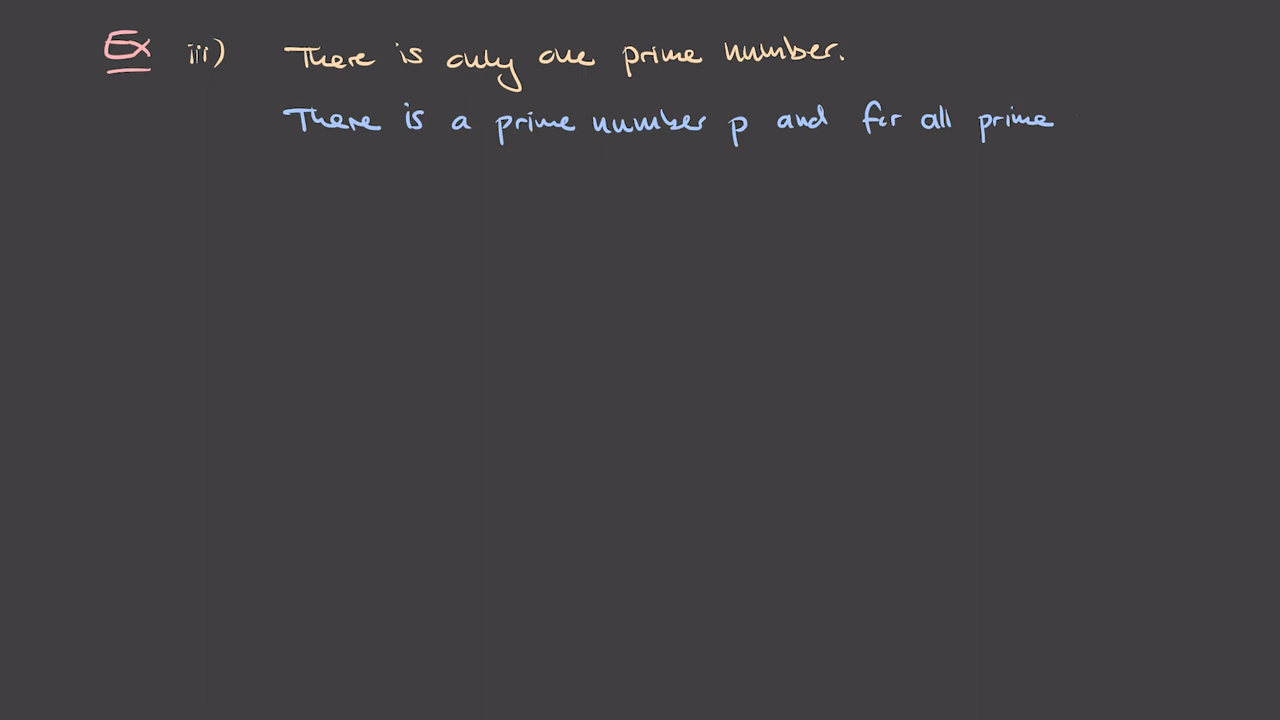 Ex iii) There is only one prime number.
There is a prime number p and for all prime